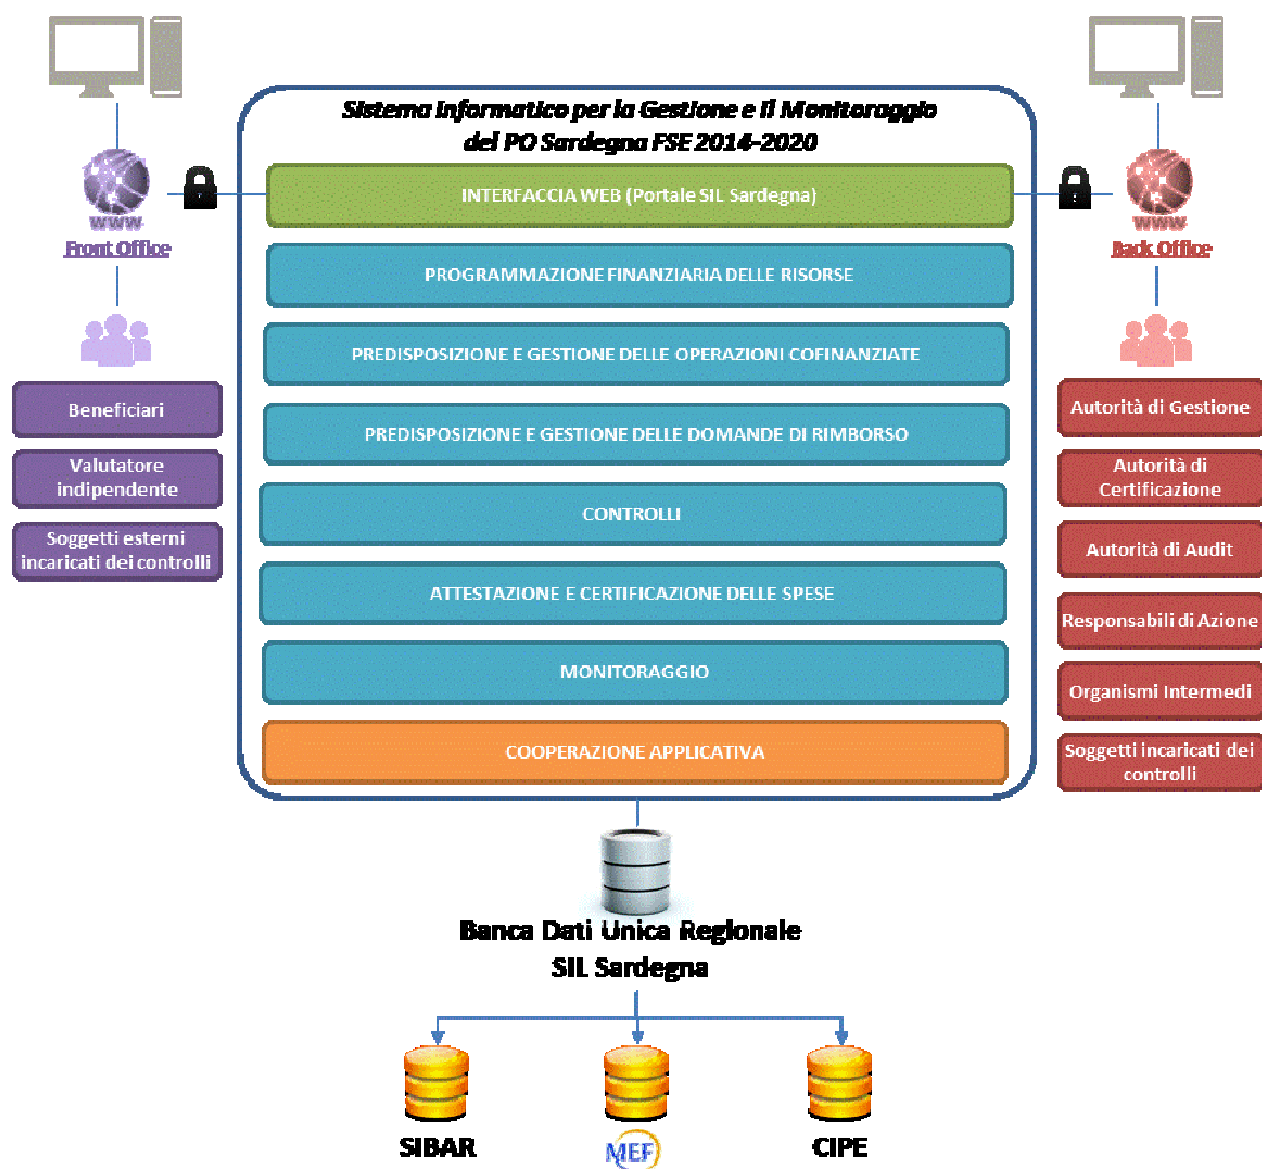 Sistema Informatico per la Gestione e il Monitoraggio
del PO Sardegna FSE 2014-2020
INTERFACCIA WEB (Portale SIL Sardegna)
PROGRAMMAZIONE FINANZIARIA DELLE RISORSE
PREDISPOSIZIONE E GESTIONE DELLE OPERAZIONI COFINANZIATE
PREDISPOSIZIONE E GESTIONE DELLE DOMANDE DI RIMBORSO
CONTROLLI
ATTESTAZIONE E CERTIFICAZIONE DELLE SPESE
MONITORAGGIO
COOPERAZIONE APPLICATIVA
WWW
Front Office
Beneficiari
Valutatore
indipendente
Soggetti esterni
incaricati dei controlli
WWW
Back Office
Autorità di Gestione
Autorità di
Certificazione
Autorità di Audit
Responsabili di Azione
Organismi Intermedi
Soggetti incaricati dei
controlli
Banca Dati Unica Regionale
SIL Sardegna
SIBAR
MEF
CIPE